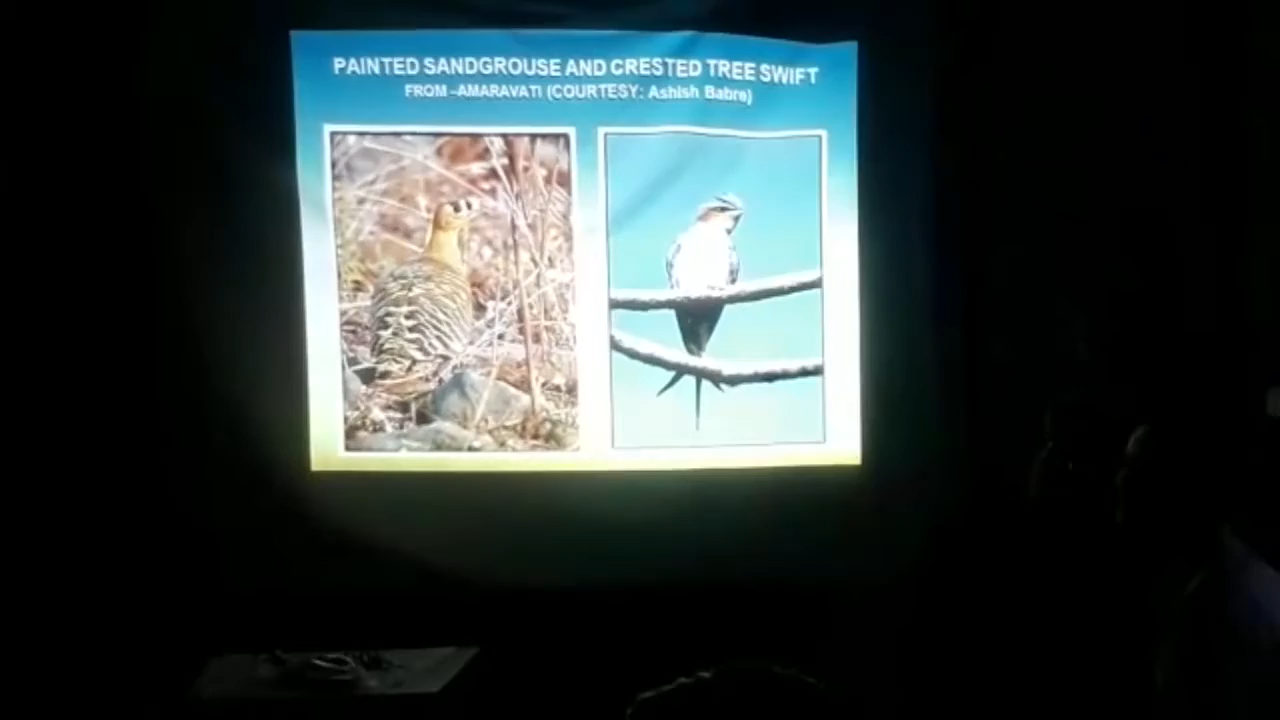 PAINTED SANDGROUSE AND CRESTED TREE SWIFT
FROM -AMARAVATI (COURTESY: Ashish Babre)